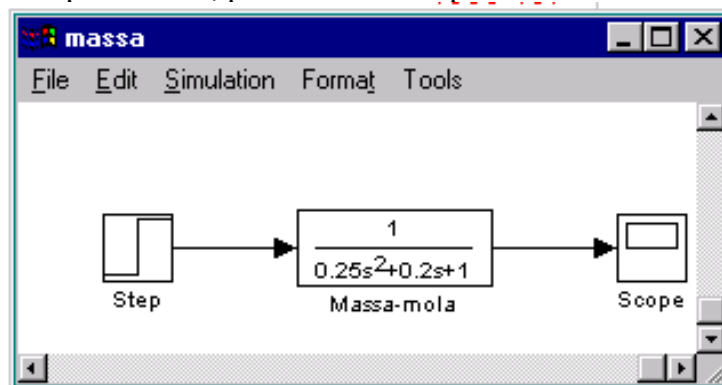 massa
File Edit Simulation Format Tools
1
0.25s²+0.2s+1
Step
Massa-mola
Scope